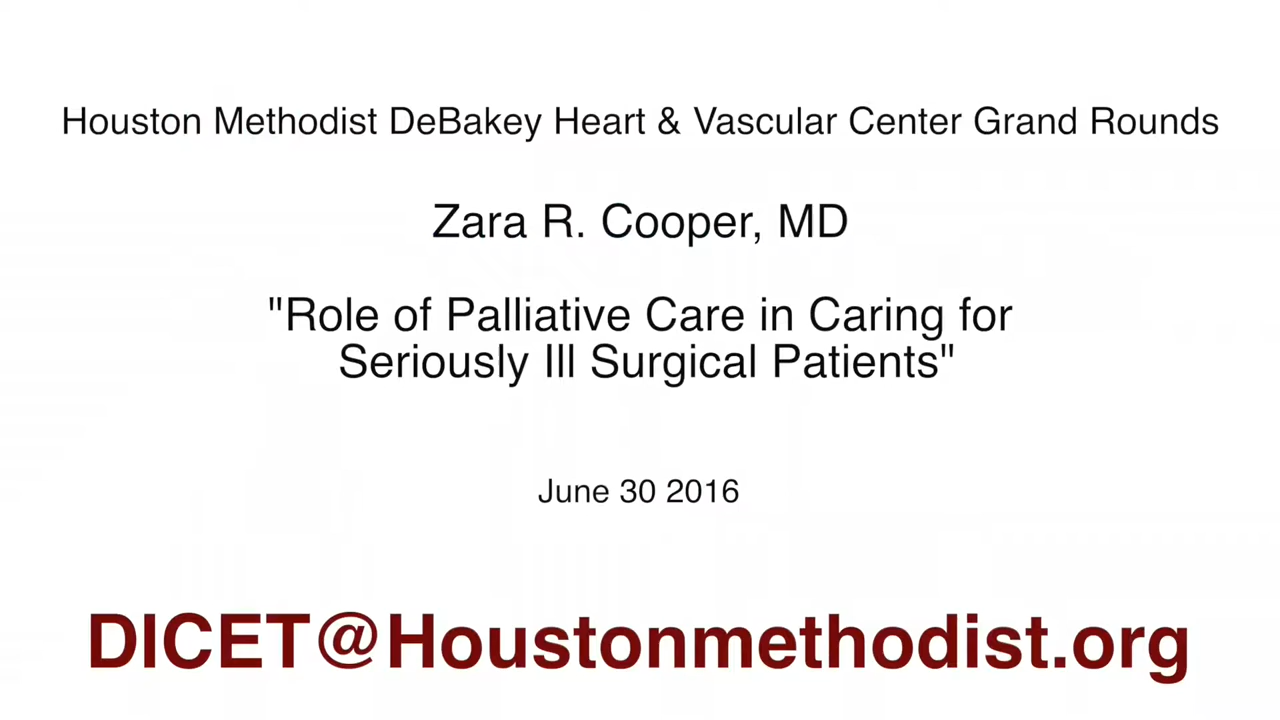 Houston Methodist DeBakey Heart & Vascular Center Grand Rounds
Zara R. Cooper, MD
"Role of Palliative Care in Caring for
Seriously Ill Surgical Patients"
June 30 2016
DICET@Houstonmethodist.org